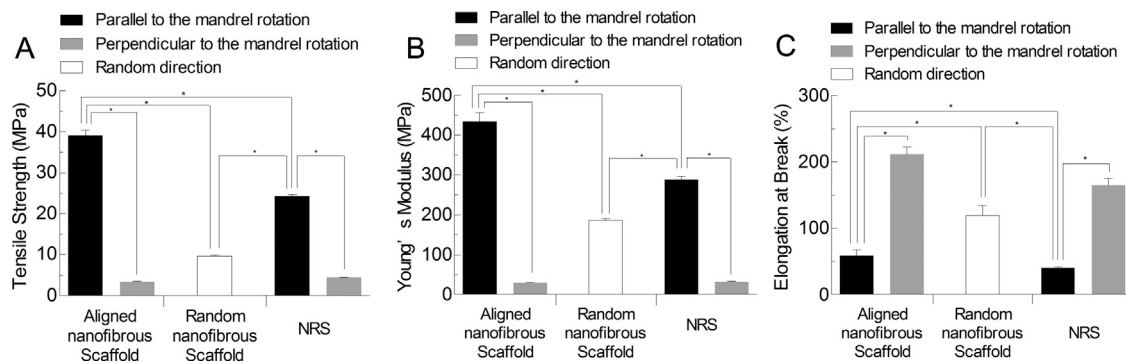 A
Parallel to the mandrel rotation
Perpendicular to the mandrel rotation
Random direction
Tensile Strength (MPa)
50
40
30
20
10
0
*
*
*
*
*
Aligned
nanofibrous
Scaffold
Random
nanofibrous
Scaffold
NRS
B
Parallel to the mandrel rotation
Perpendicular to the mandrel rotation
Random direction
Young’ s Modulus (MPa)
500
400
300
200
100
0
*
*
*
*
*
Aligned
nanofibrous
Scaffold
Random
nanofibrous
Scaffold
NRS
C
Parallel to the mandrel rotation
Perpendicular to the mandrel rotation
Random direction
Elongation at Break (%)
300
200
100
0
*
*
*
*
*
Aligned
nanofibrous
Scaffold
Random
nanofibrous
Scaffold
NRS